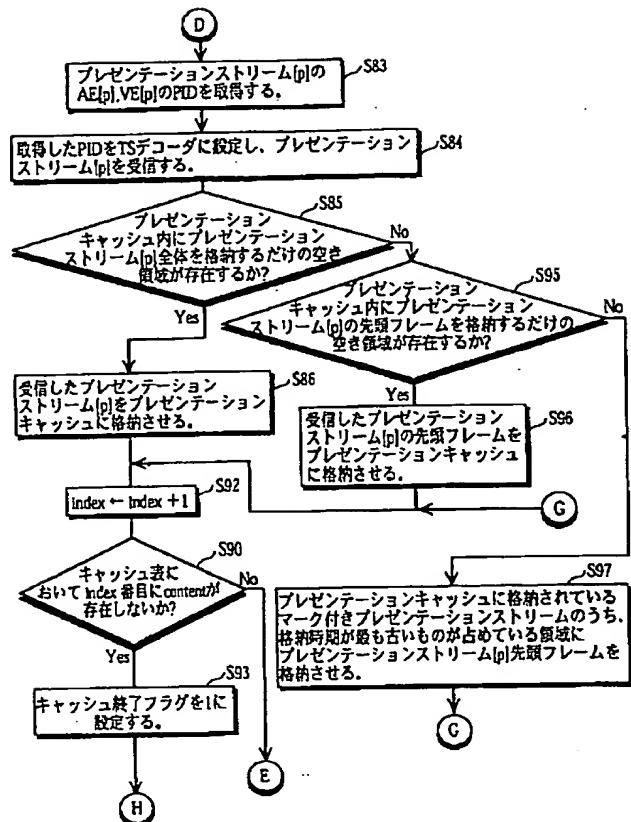 D
S83
プレゼンテーションストリーム[p]の
AE[p],VE[p]のPIDを取得する。
S84
取得したPIDをTSデコーダに設定し、プレゼンテーション
ストリーム[p]を受信する。
S85
プレゼンテーション
キャッシュ内にプレゼンテーション
ストリーム[p]全体を格納するだけの空き
領域が存在するか?
No
Yes
S95
プレゼンテーション
キャッシュ内にプレゼンテーション
ストリーム[p]の先頭フレームを格納するだけの
空き領域が存在するか?
No
Yes
S86
受信したプレゼンテーション
ストリーム[p]をプレゼンテーション
キャッシュに格納させる。
S96
受信したプレゼンテーション
ストリーム[p]の先頭フレームを
プレゼンテーションキャッシュ
に格納させる。
G
S92
index ← index +1
S90
キャッシュ表に
おいて index 番目にcontentが
存在しないか?
No
Yes
S97
プレゼンテーションキャッシュに格納されている
マーク付きプレゼンテーションストリームのうち、
格納時期が最も古いものが占めている領域に
プレゼンテーションストリーム[p]先頭フレームを
格納させる。
G
S93
キャッシュ終了フラグを1に
設定する。
E
H